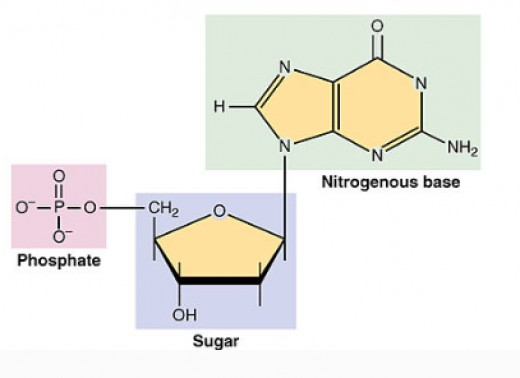 O
N
N
H
N
N
NH₂
Nitrogenous base
O
O⁻ P O CH₂ O
O⁻
Phosphate
OH
Sugar